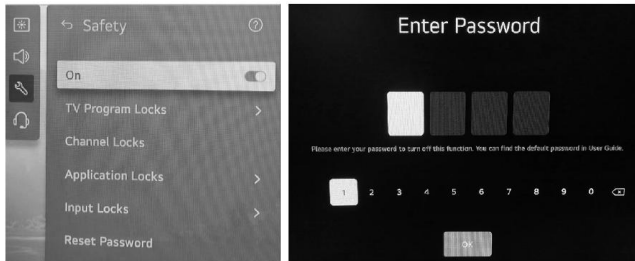 Safety
?
On
TV Program Locks
Channel Locks
Application Locks
Input Locks
Reset Password
Enter Password
Please enter your password to turn off this function. You can find the default password in User Guide.
1 2 3 4 5 6 7 8 9 0
OK